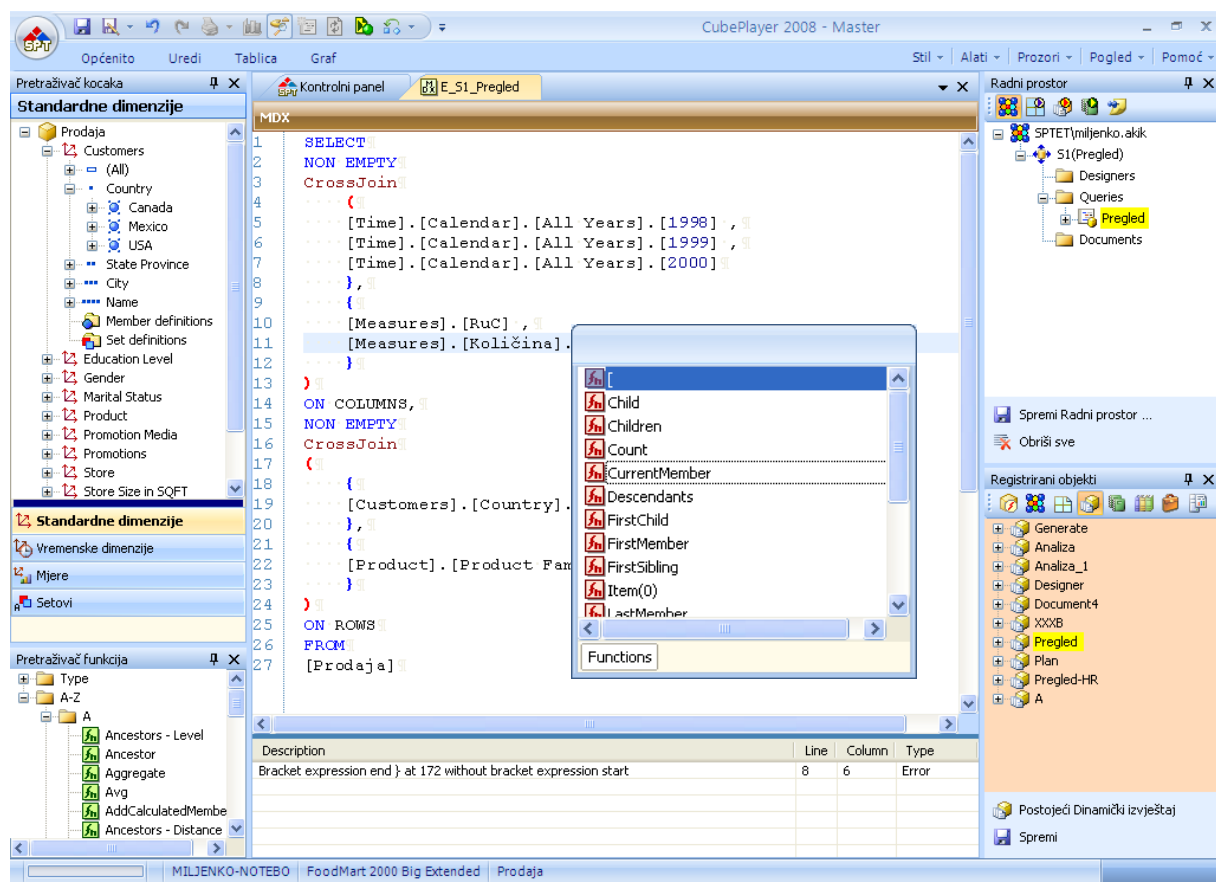 CubePlayer 2008 - Master
SPT
Općenito Uredi Tablica Graf
Stil Alati Prozori Pogled Pomoć
Pretraživač kocaka
Standardne dimenzije
Prodaja
Customers
(All)
Country
Canada
Mexico
USA
State Province
City
Name
Member definitions
Set definitions
Education Level
Gender
Marital Status
Product
Promotion Media
Promotions
Store
Store Size in SQFT
Standardne dimenzije
Vremenske dimenzije
Mjere
Setovi
Pretraživač funkcija
Type
A-Z
A
Ancestors - Level
Ancestor
Aggregate
Avg
AddCalculatedMembe
Ancestors - Distance
Kontrolni panel E_S1_Pregled
MDX
1 SELECT
2 NON EMPTY
3 CrossJoin
4 (
5 [Time].[Calendar].[All Years].[1998] ,
6 [Time].[Calendar].[All Years].[1999] ,
7 [Time].[Calendar].[All Years].[2000]
8 },
9 {
10 [Measures].[RuC] ,
11 [Measures].[Količina].
12 }
13 )
14 ON COLUMNS,
15 NON EMPTY
16 CrossJoin
17 (
18 {
19 [Customers].[Country].
20 },
21 {
22 [Product].[Product Fam
23 }
24 )
25 ON ROWS
26 FROM
27 [Prodaja]
[
Child
Children
Count
CurrentMember
Descendants
FirstChild
FirstMember
FirstSibling
Item(0)
LastMember
Functions
Description Line Column Type
Bracket expression end } at 172 without bracket expression start 8 6 Error
Radni prostor
SPTET\miljenko.akik
S1(Pregled)
Designers
Queries
Pregled
Documents
Spremi Radni prostor ...
Obriši sve
Registrirani objekti
Generate
Analiza
Analiza_1
Designer
Document4
XXXB
Pregled
Plan
Pregled-HR
A
Postojeći Dinamički izvještaj
Spremi
MILJENKO-NOTEBO FoodMart 2000 Big Extended Prodaja